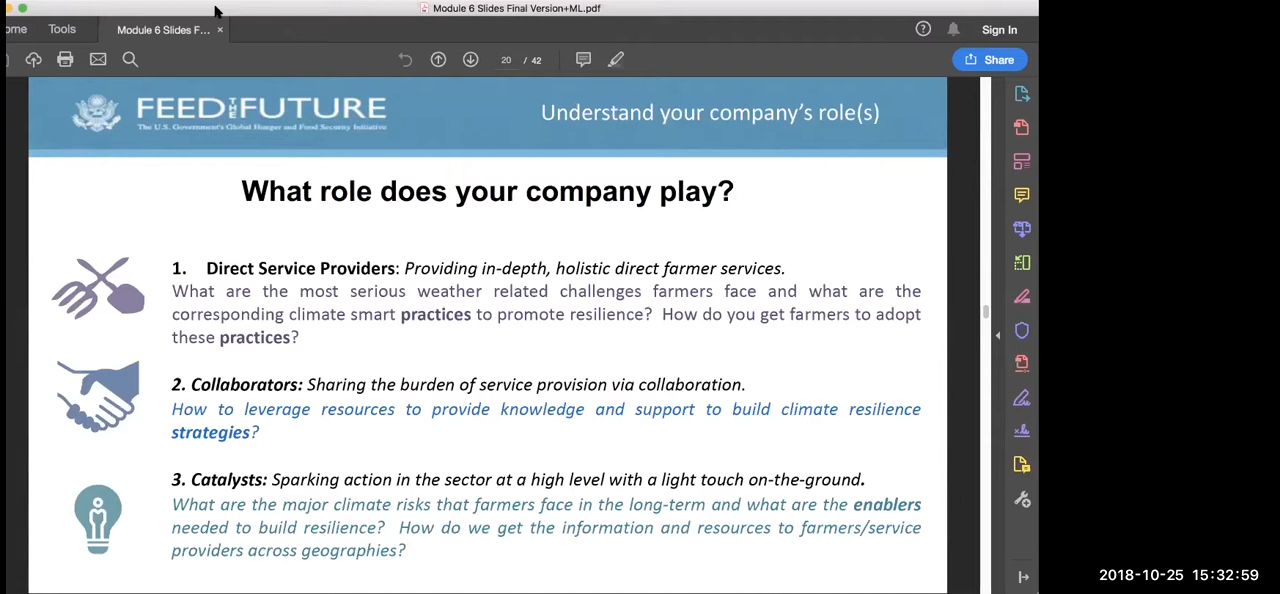 Module 6 Slides Final Version+ML.pdf
ome Tools Module 6 Slides F... × Sign In
20 / 42 Share
FEED THE FUTURE Understand your company's role(s)
The U.S. Government's Global Hunger and Food Security Initiative
What role does your company play?
1. Direct Service Providers: Providing in-depth, holistic direct farmer services.
What are the most serious weather related challenges farmers face and what are the
corresponding climate smart practices to promote resilience? How do you get farmers to adopt
these practices?
2. Collaborators: Sharing the burden of service provision via collaboration.
How to leverage resources to provide knowledge and support to build climate resilience
strategies?
3. Catalysts: Sparking action in the sector at a high level with a light touch on-the-ground.
What are the major climate risks that farmers face in the long-term and what are the enablers
needed to build resilience? How do we get the information and resources to farmers/service
providers across geographies?
2018-10-25 15:32:59